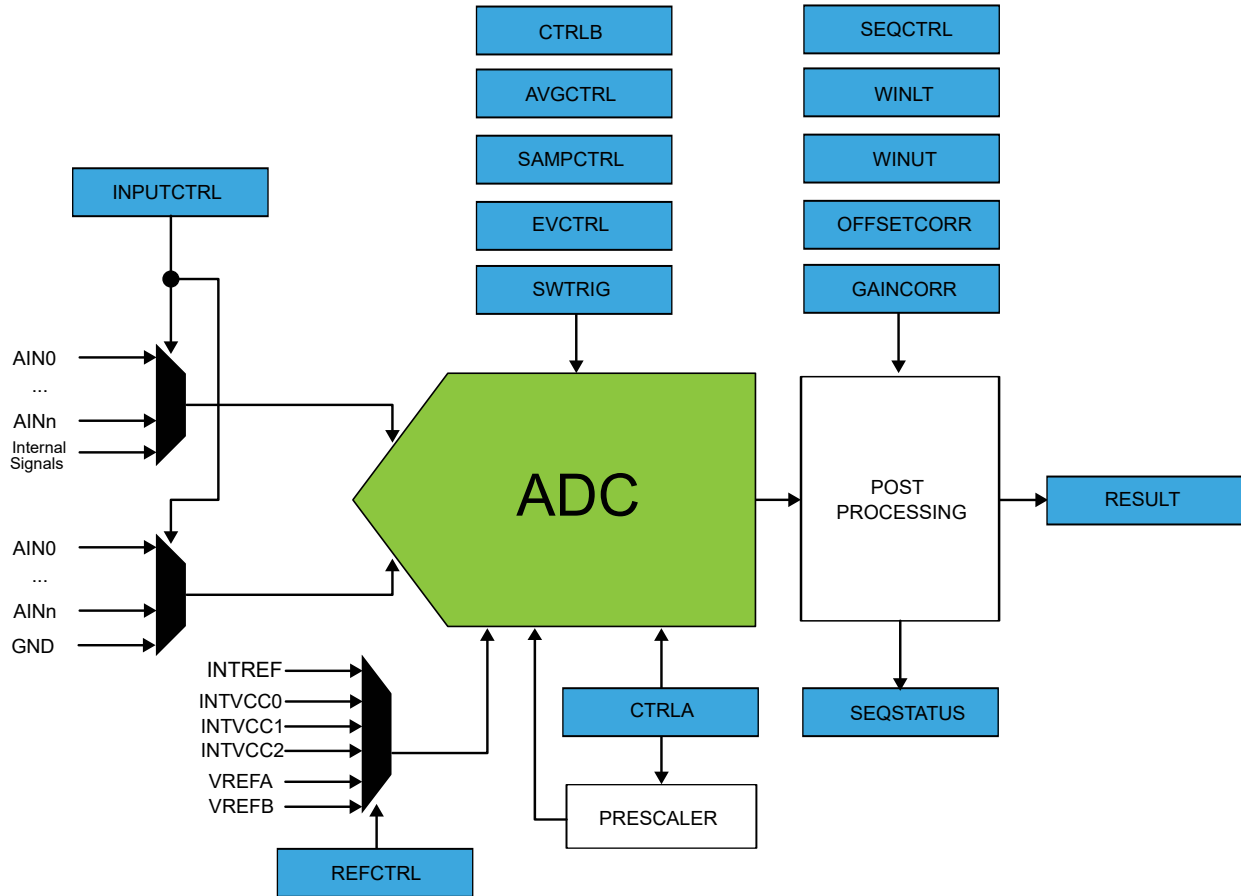 CTRLB
SEQCTRL
AVGCTRL
WINLT
SAMPCTRL
WINUT
INPUTCTRL
EVCTRL
OFFSETCORR
SWTRIG
GAINCORR
AIN0
...
AINn
Internal
Signals
ADC
POST
PROCESSING
RESULT
AIN0
...
AINn
GND
INTREF
INTVCC0
INTVCC1
INTVCC2
VREFA
VREFB
CTRLA
SEQSTATUS
PRESCALER
REFCTRL